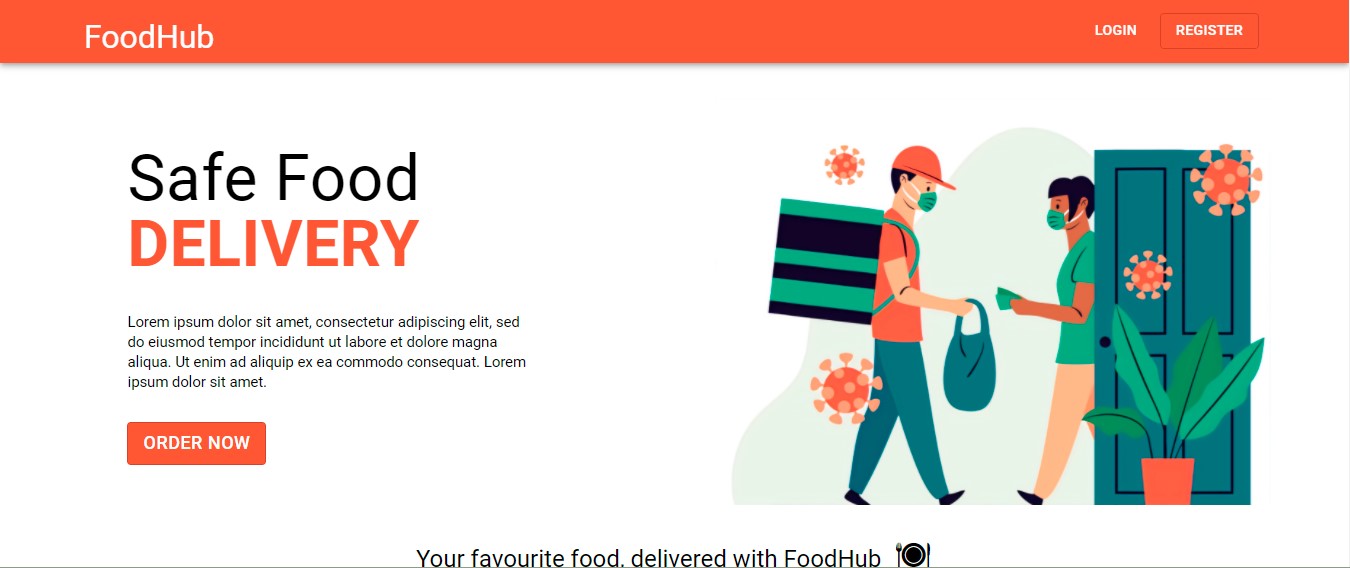 FoodHub
LOGIN
REGISTER
Safe Food
DELIVERY
Lorem ipsum dolor sit amet, consectetur adipiscing elit, sed
do eiusmod tempor incididunt ut labore et dolore magna
aliqua. Ut enim ad aliquip ex ea commodo consequat. Lorem
ipsum dolor sit amet.
ORDER NOW
Your favourite food, delivered with FoodHub